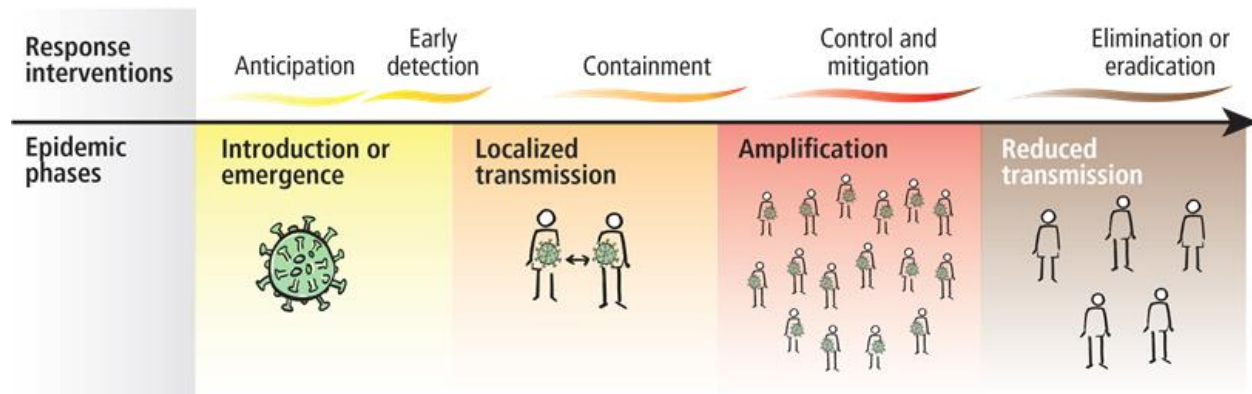 Response
interventions
Anticipation
Early
detection
Containment
Control and
mitigation
Elimination or
eradication
Epidemic
phases
Introduction or
emergence
Localized
transmission
Amplification
Reduced
transmission